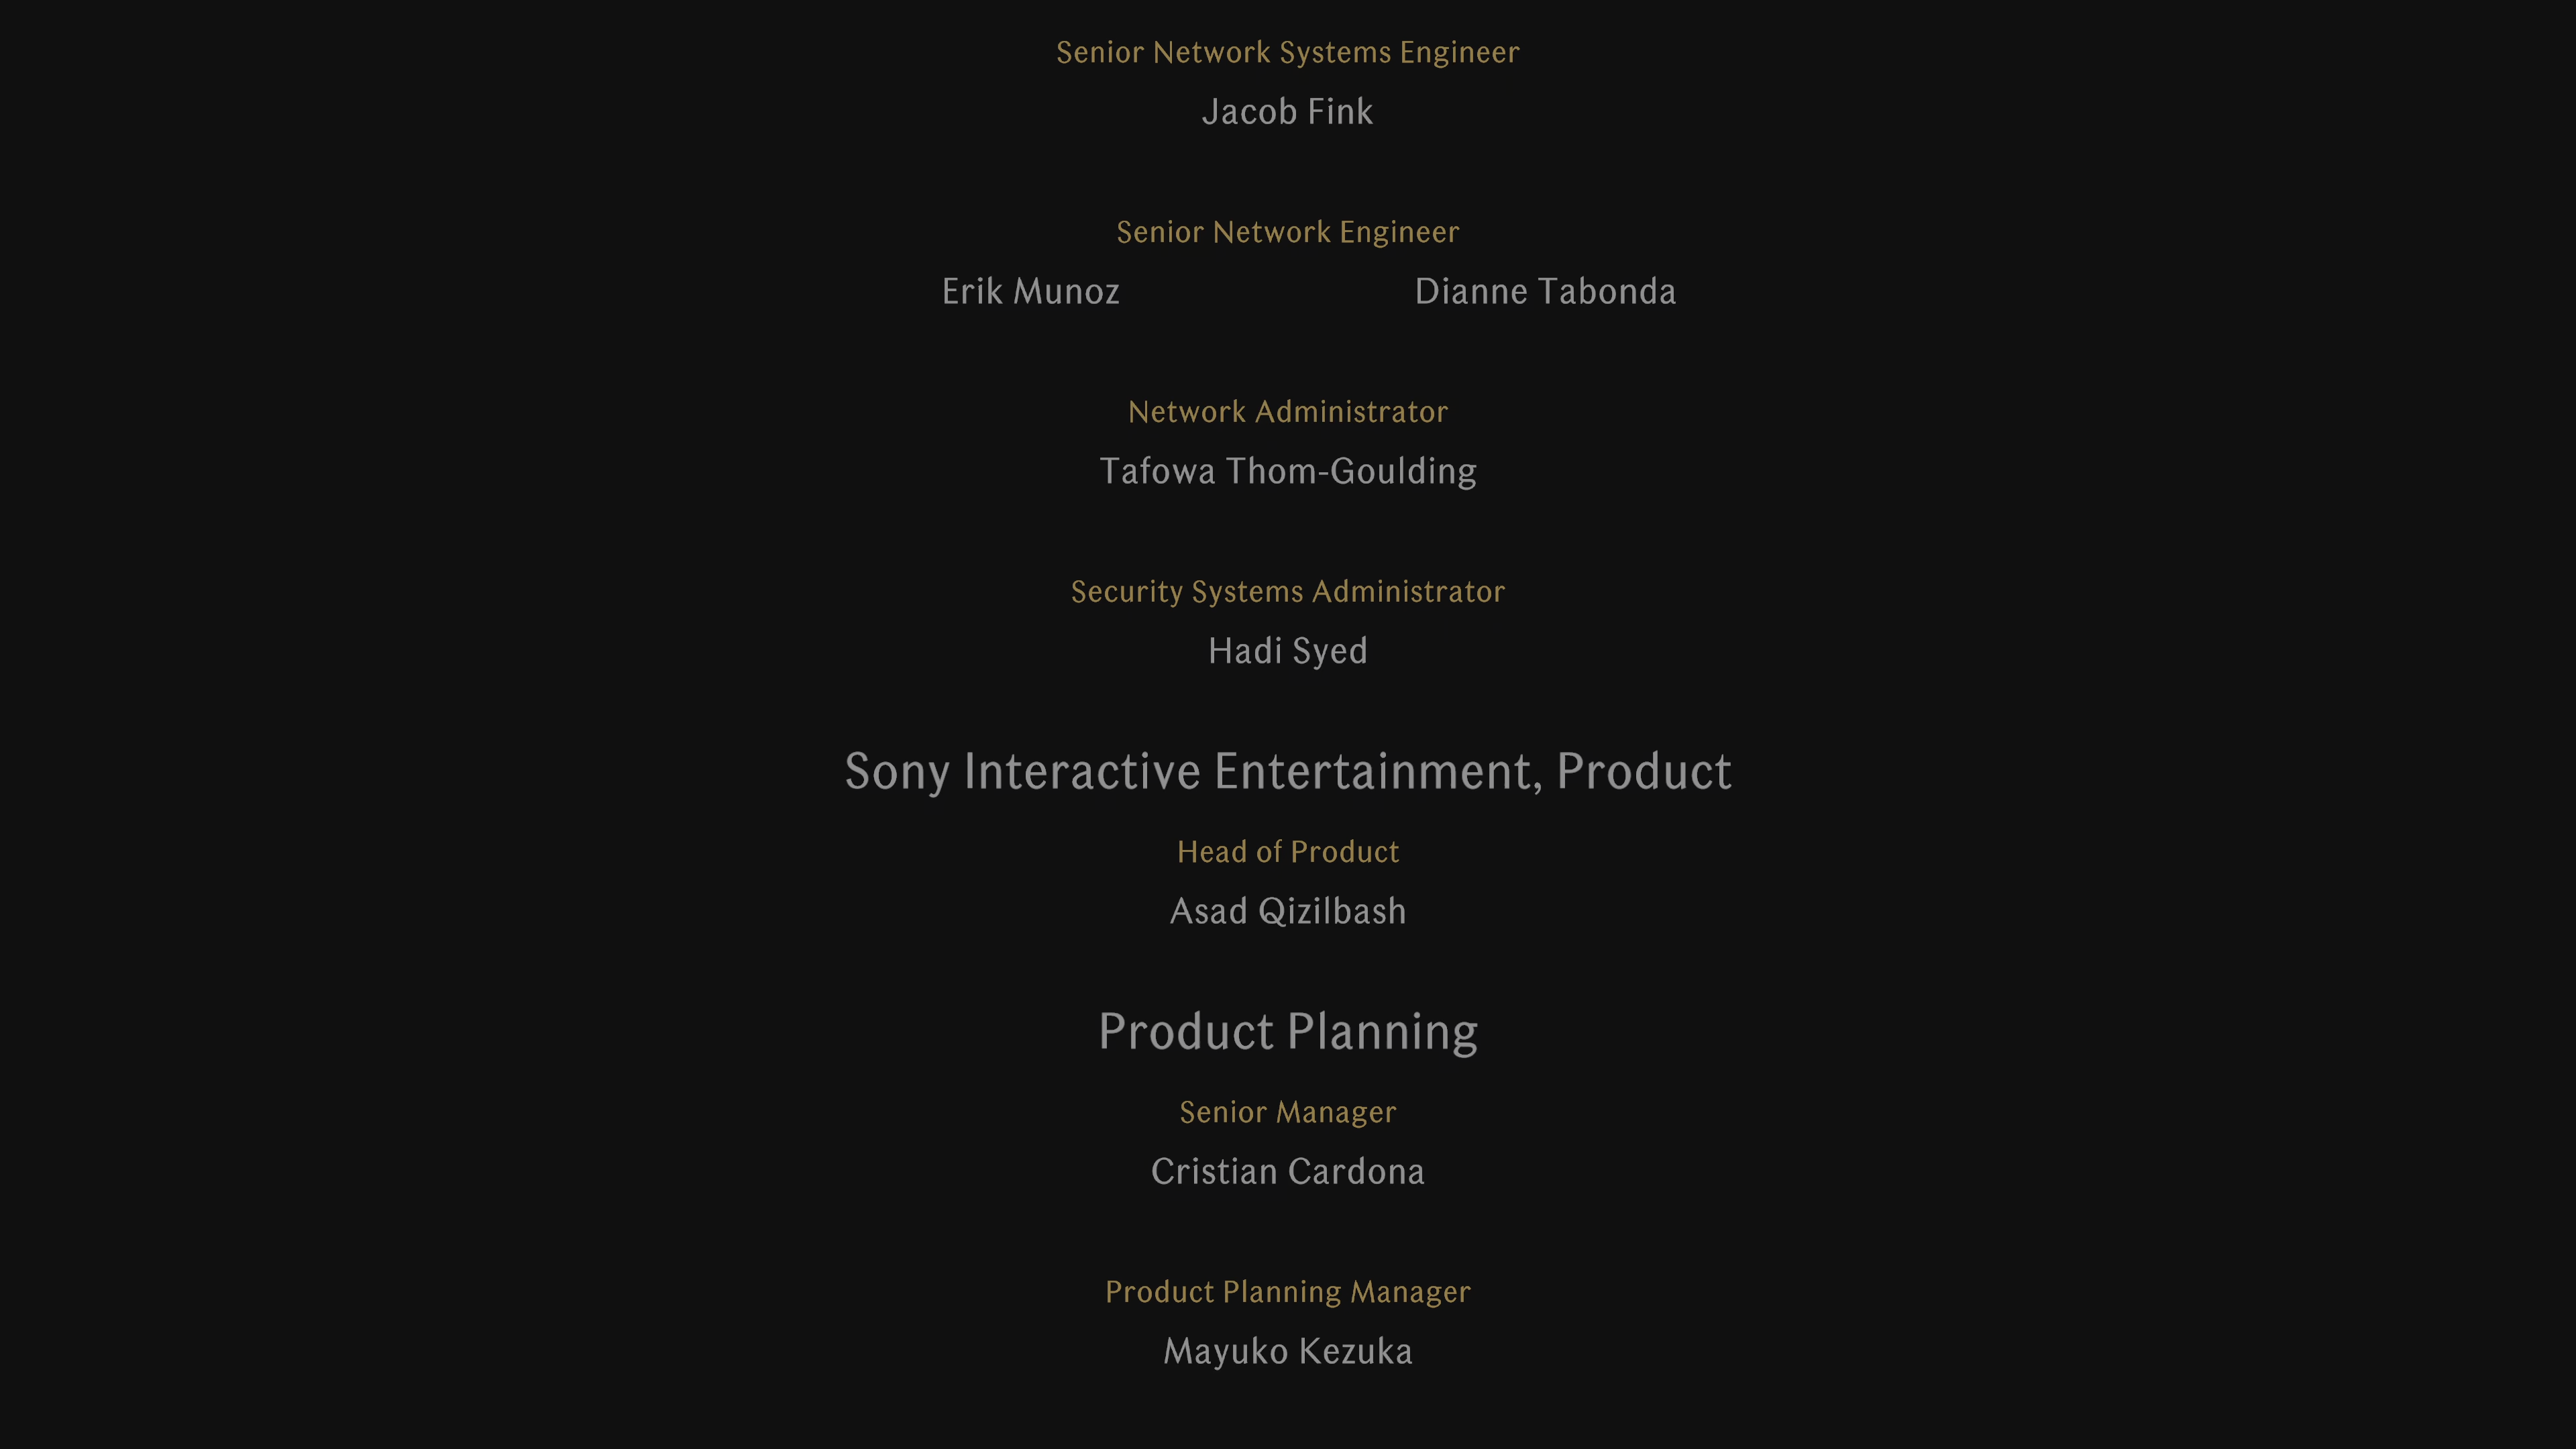 Senior Network Systems Engineer
Jacob Fink
Senior Network Engineer
Erik Munoz Dianne Tabonda
Network Administrator
Tafowa Thom-Goulding
Security Systems Administrator
Hadi Syed
Sony Interactive Entertainment, Product
Head of Product
Asad Qizilbash
Product Planning
Senior Manager
Cristian Cardona
Product Planning Manager
Mayuko Kezuka